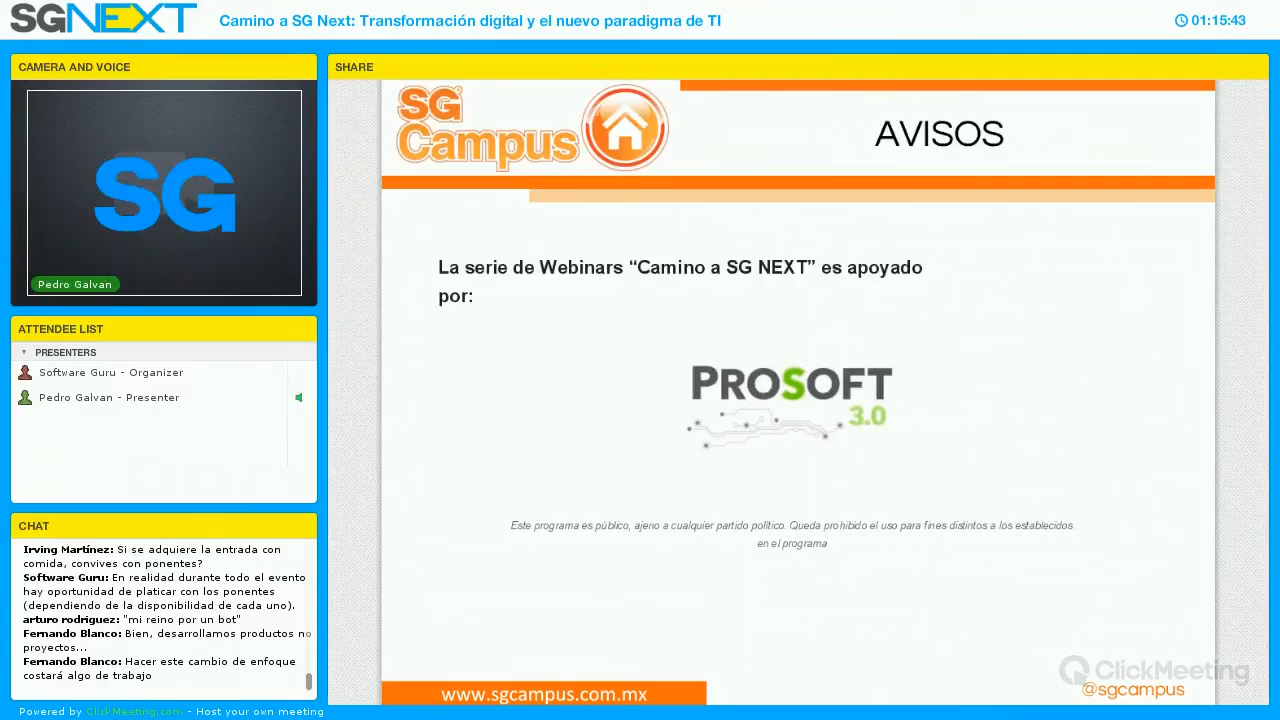 SGNEXT
Camino a SG Next: Transformación digital y el nuevo paradigma de TI
01:15:43
CAMERA AND VOICE
SG
Pedro Galvan
ATTENDEE LIST
PRESENTERS
Software Guru - Organizer
Pedro Galvan - Presenter
CHAT
Irving Martínez: Si se adquiere la entrada con
comida, convives con ponentes?
Software Guru: En realidad durante todo el evento
hay oportunidad de platicar con los ponentes
(dependiendo de la disponibilidad de cada uno).
arturo rodriguez: "mi reino por un bot"
Fernando Blanco: Bien, desarrollamos productos no
proyectos...
Fernando Blanco: Hacer este cambio de enfoque
costará algo de trabajo
Powered by ClickMeeting.com - Host your own meeting
SHARE
SG
Campus
AVISOS
La serie de Webinars “Camino a SG NEXT” es apoyado
por:
PROSOFT
3.0
Este programa es público, ajeno a cualquier partido político. Queda prohibido el uso para fines distintos a los establecidos
en el programa
ClickMeeting
www.sgcampus.com.mx
@sgcampus